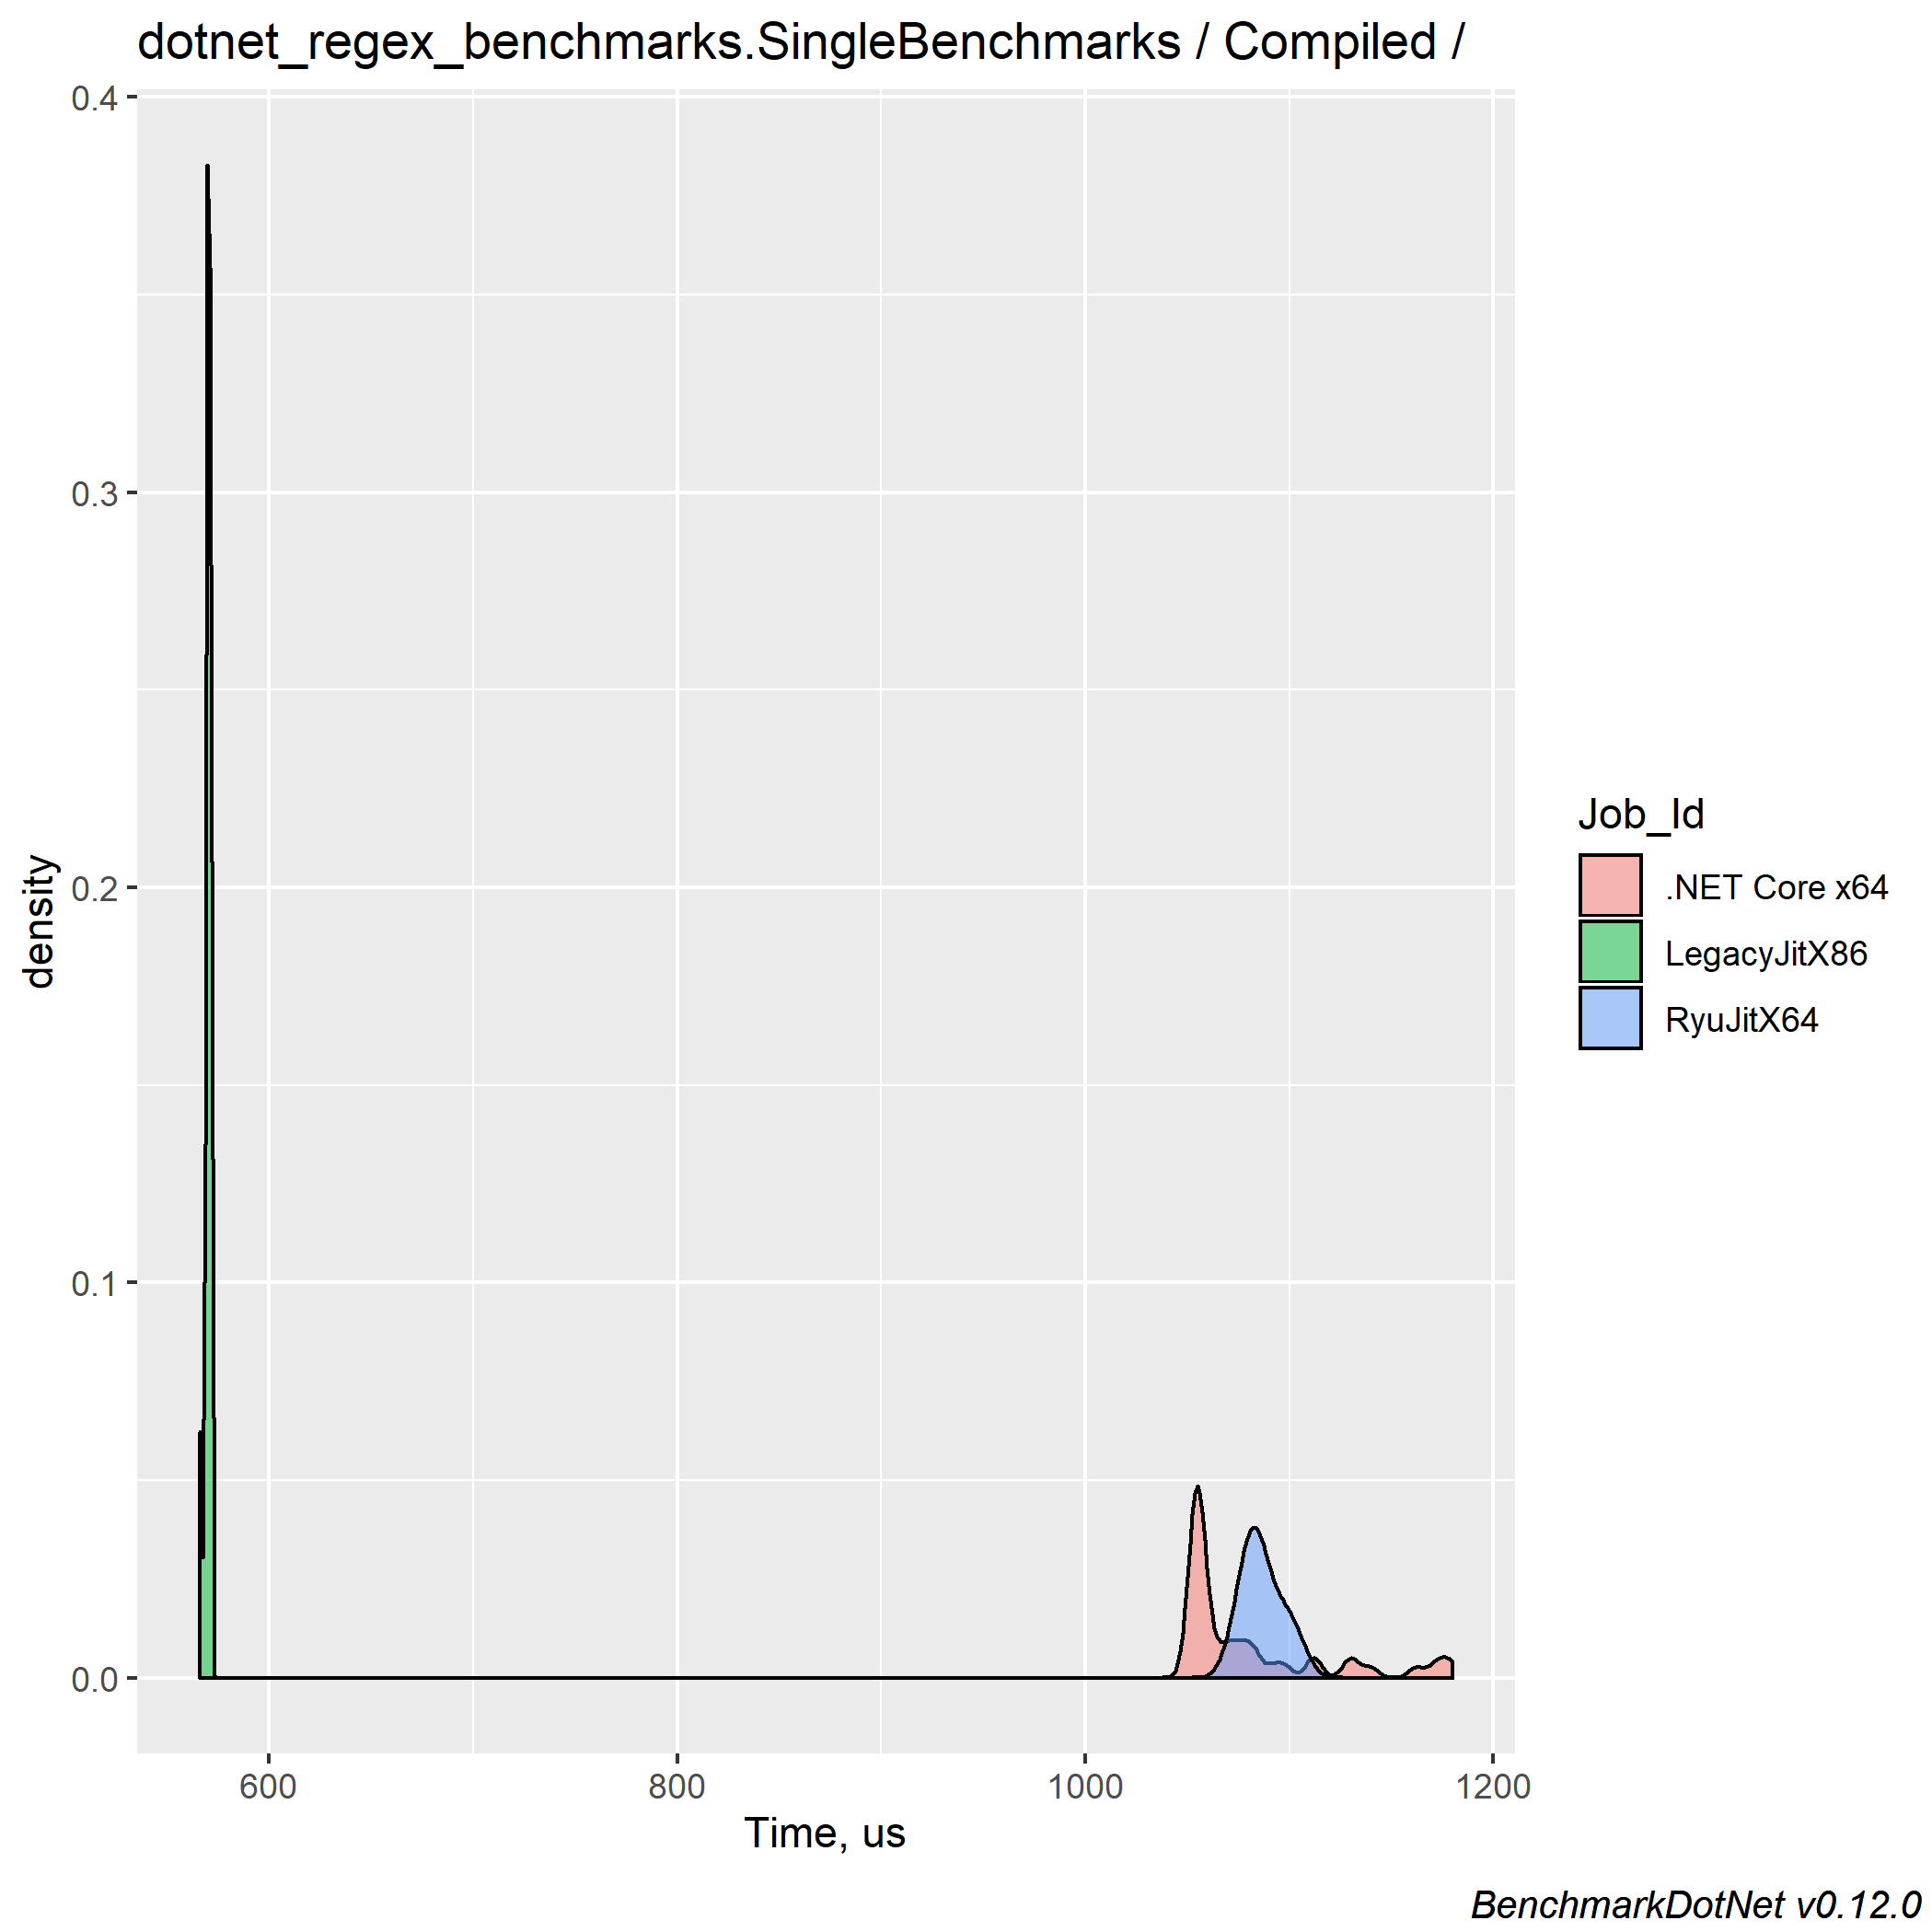 dotnet_regex_benchmarks.SingleBenchmarks / Compiled /
0.4
0.3
0.2
0.1
0.0
density
600 800 1000 1200
Time, us
Job_Id
.NET Core x64
LegacyJitX86
RyuJitX64
BenchmarkDotNet v0.12.0